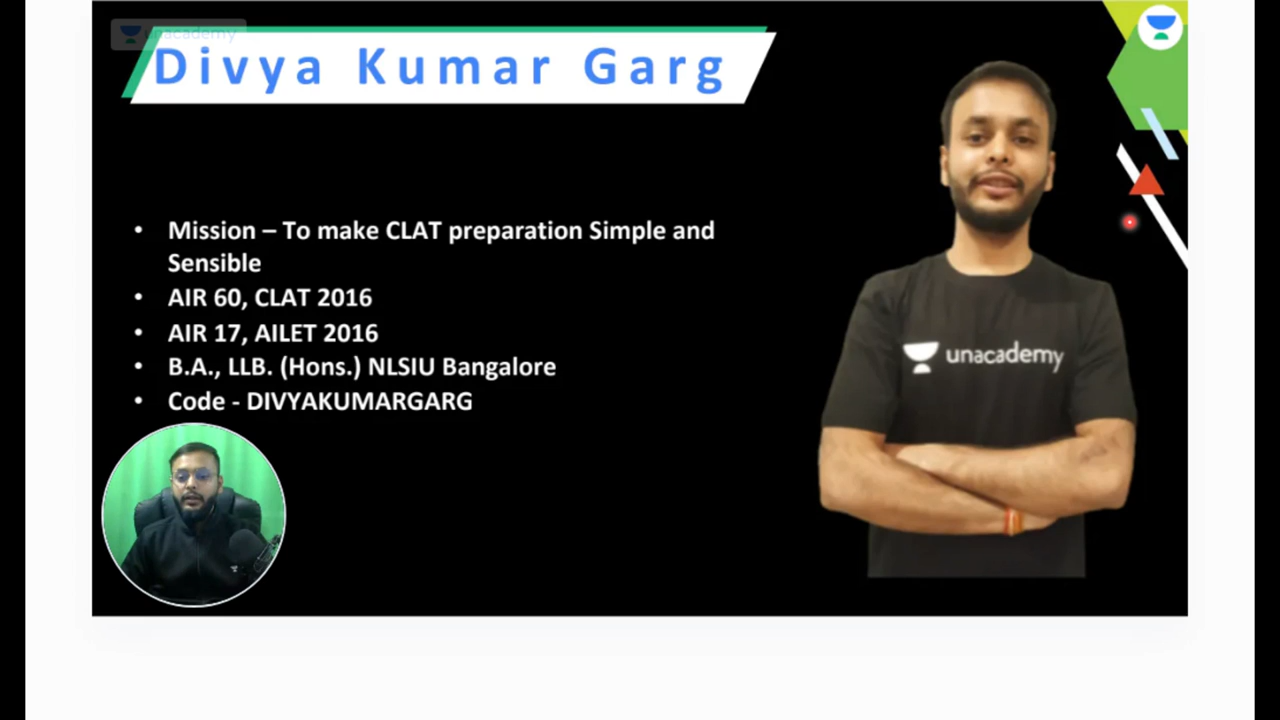 unacademy
Divya Kumar Garg
• Mission – To make CLAT preparation Simple and
Sensible
• AIR 60, CLAT 2016
• AIR 17, AILET 2016
• B.A., LLB. (Hons.) NLSIU Bangalore
• Code - DIVYAKUMARGARG
unacademy